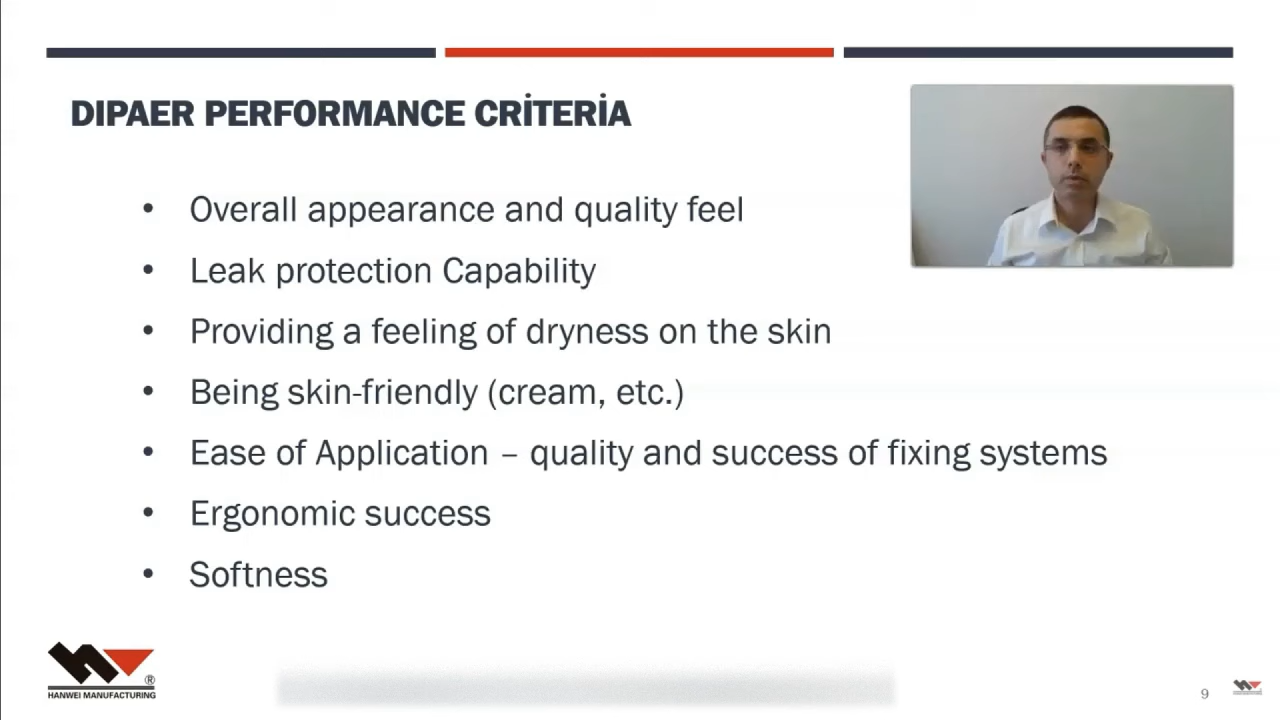 DIPAER PERFORMANCE CRİTERİA
• Overall appearance and quality feel
• Leak protection Capability
• Providing a feeling of dryness on the skin
• Being skin-friendly (cream, etc.)
• Ease of Application – quality and success of fixing systems
• Ergonomic success
• Softness
®
HANWEI MANUFACTURING
9